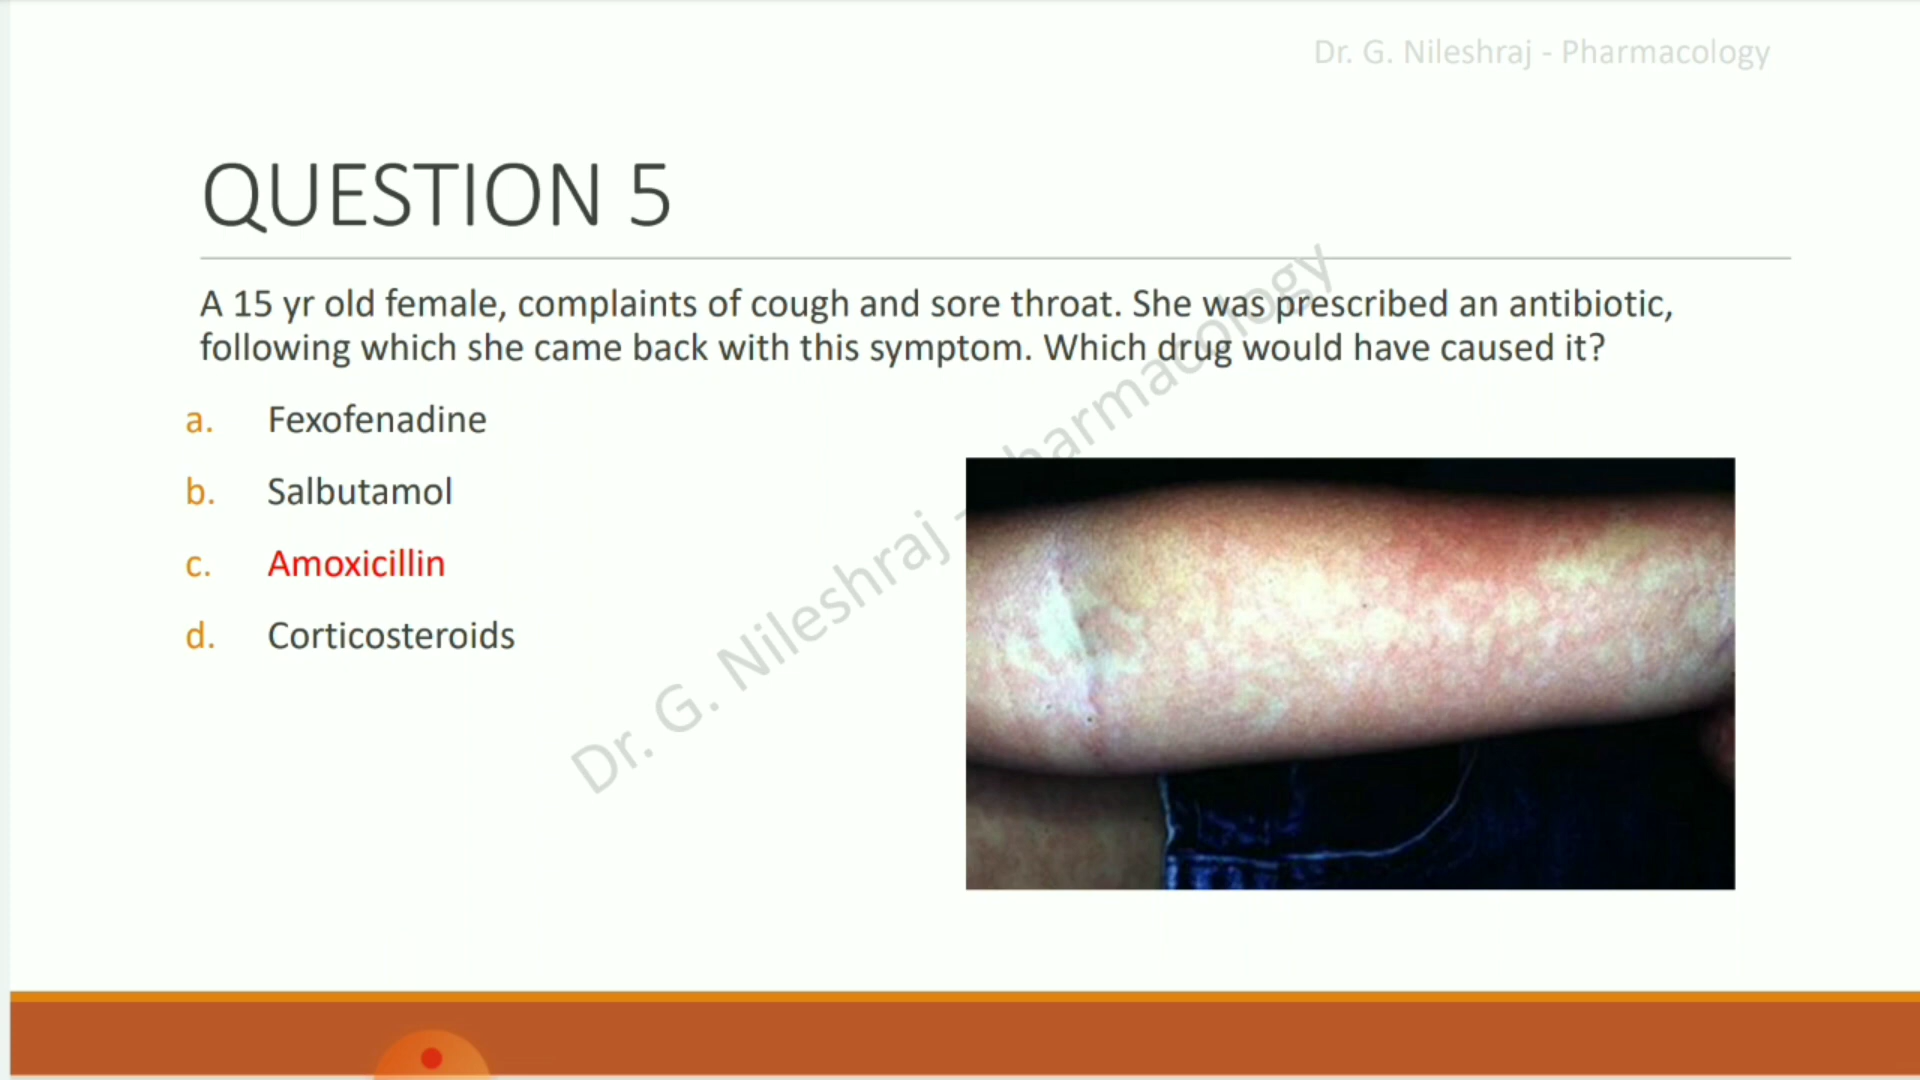 Dr. G. Nileshraj - Pharmacology
QUESTION 5
A 15 yr old female, complaints of cough and sore throat. She was prescribed an antibiotic,
following which she came back with this symptom. Which drug would have caused it?
a. Fexofenadine
b. Salbutamol
c. Amoxicillin
d. Corticosteroids
Dr. G. Nileshraj - Pharmacology